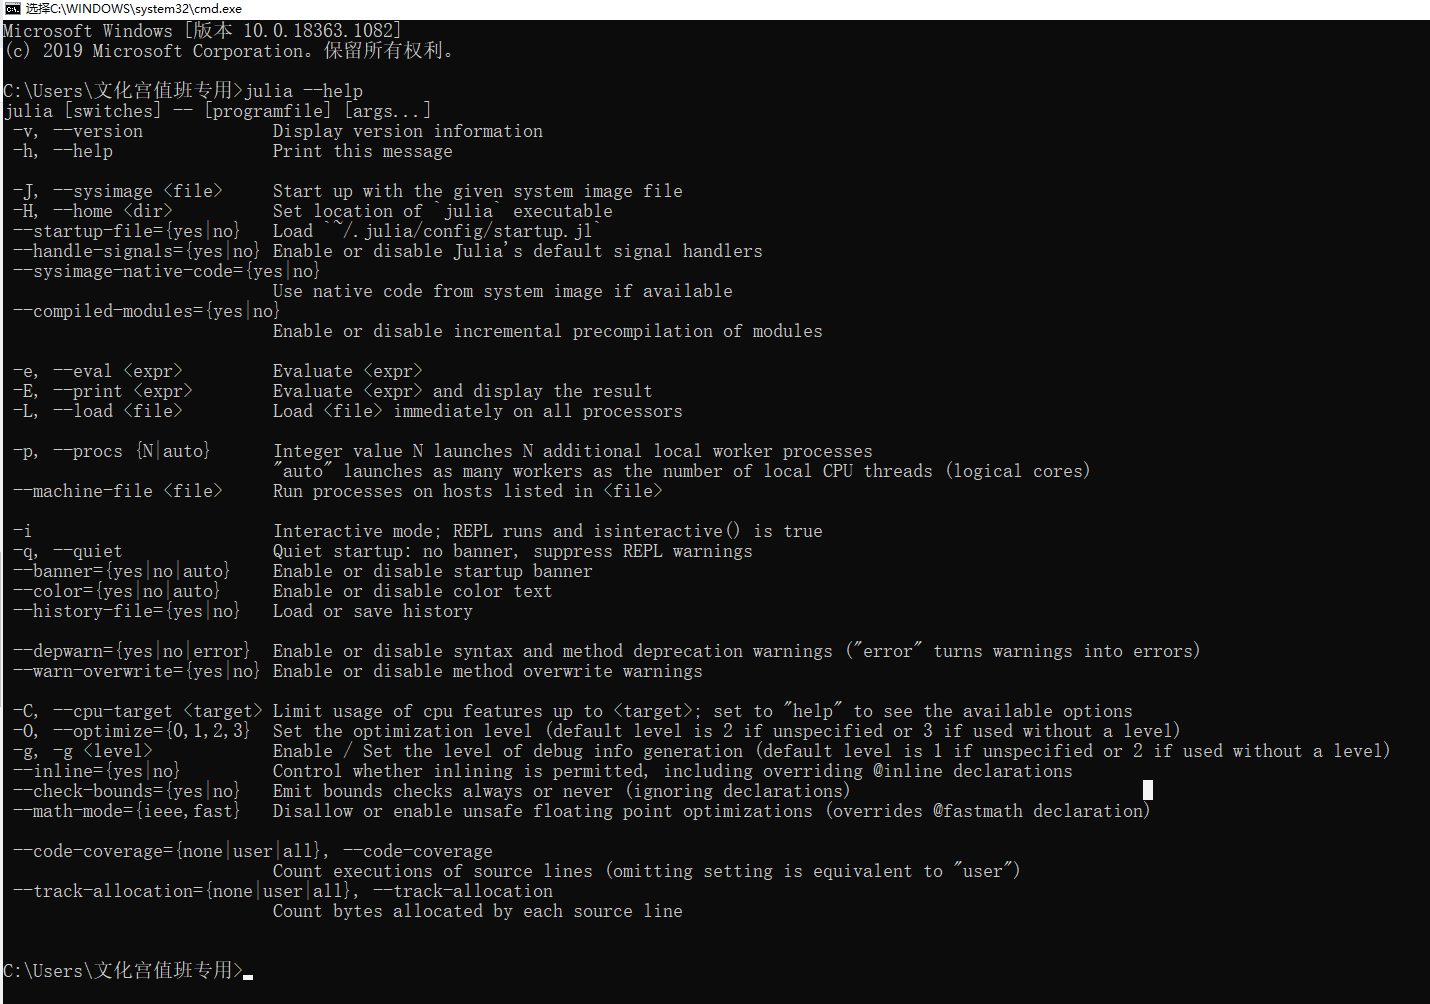 选择C:\WINDOWS\system32\cmd.exe
Microsoft Windows [版本 10.0.18363.1082]
(c) 2019 Microsoft Corporation。保留所有权利。
C:\Users\文化宫值班专用>julia --help
julia [switches] -- [programfile] [args...]
-v, --version Display version information
-h, --help Print this message
-J, --sysimage <file> Start up with the given system image file
-H, --home <dir> Set location of `julia` executable
--startup-file={yes|no} Load `~/.julia/config/startup.jl`
--handle-signals={yes|no} Enable or disable Julia's default signal handlers
--sysimage-native-code={yes|no}
Use native code from system image if available
--compiled-modules={yes|no}
Enable or disable incremental precompilation of modules
-e, --eval <expr> Evaluate <expr>
-E, --print <expr> Evaluate <expr> and display the result
-L, --load <file> Load <file> immediately on all processors
-p, --procs {N|auto} Integer value N launches N additional local worker processes
"auto" launches as many workers as the number of local CPU threads (logical cores)
--machine-file <file> Run processes on hosts listed in <file>
-i Interactive mode; REPL runs and isinteractive() is true
-q, --quiet Quiet startup: no banner, suppress REPL warnings
--banner={yes|no|auto} Enable or disable startup banner
--color={yes|no|auto} Enable or disable color text
--history-file={yes|no} Load or save history
--depwarn={yes|no|error} Enable or disable syntax and method deprecation warnings ("error" turns warnings into errors)
--warn-overwrite={yes|no} Enable or disable method overwrite warnings
-C, --cpu-target <target> Limit usage of cpu features up to <target>; set to "help" to see the available options
-O, --optimize={0,1,2,3} Set the optimization level (default level is 2 if unspecified or 3 if used without a level)
-g, -g <level> Enable / Set the level of debug info generation (default level is 1 if unspecified or 2 if used without a level)
--inline={yes|no} Control whether inlining is permitted, including overriding @inline declarations
--check-bounds={yes|no} Emit bounds checks always or never (ignoring declarations)
--math-mode={ieee,fast} Disallow or enable unsafe floating point optimizations (overrides @fastmath declaration)
--code-coverage={none|user|all}, --code-coverage
Count executions of source lines (omitting setting is equivalent to "user")
--track-allocation={none|user|all}, --track-allocation
Count bytes allocated by each source line
C:\Users\文化宫值班专用>